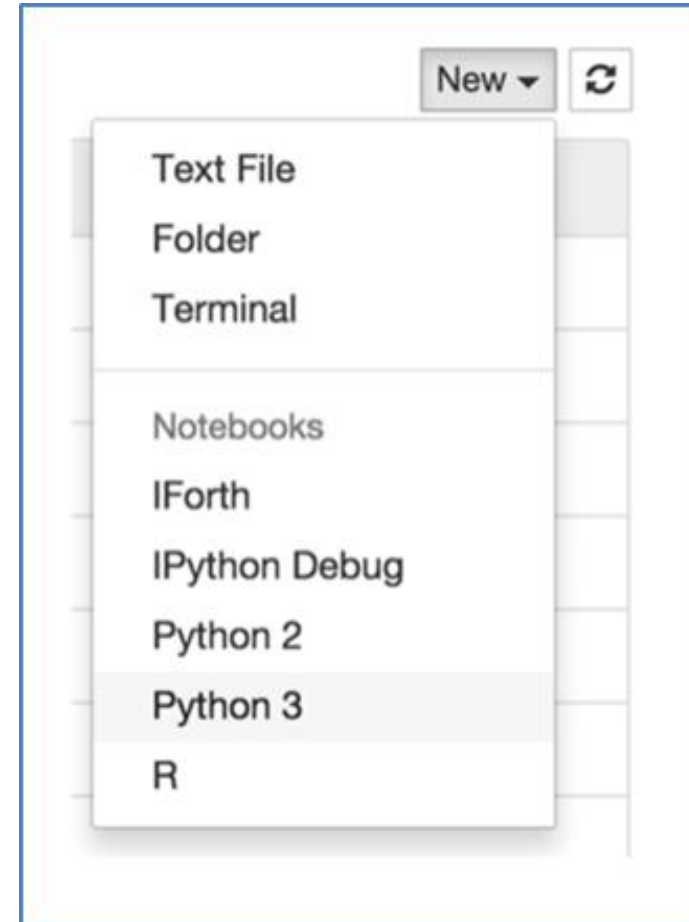 New
Text File
Folder
Terminal
Notebooks
IForth
IPython Debug
Python 2
Python 3
R